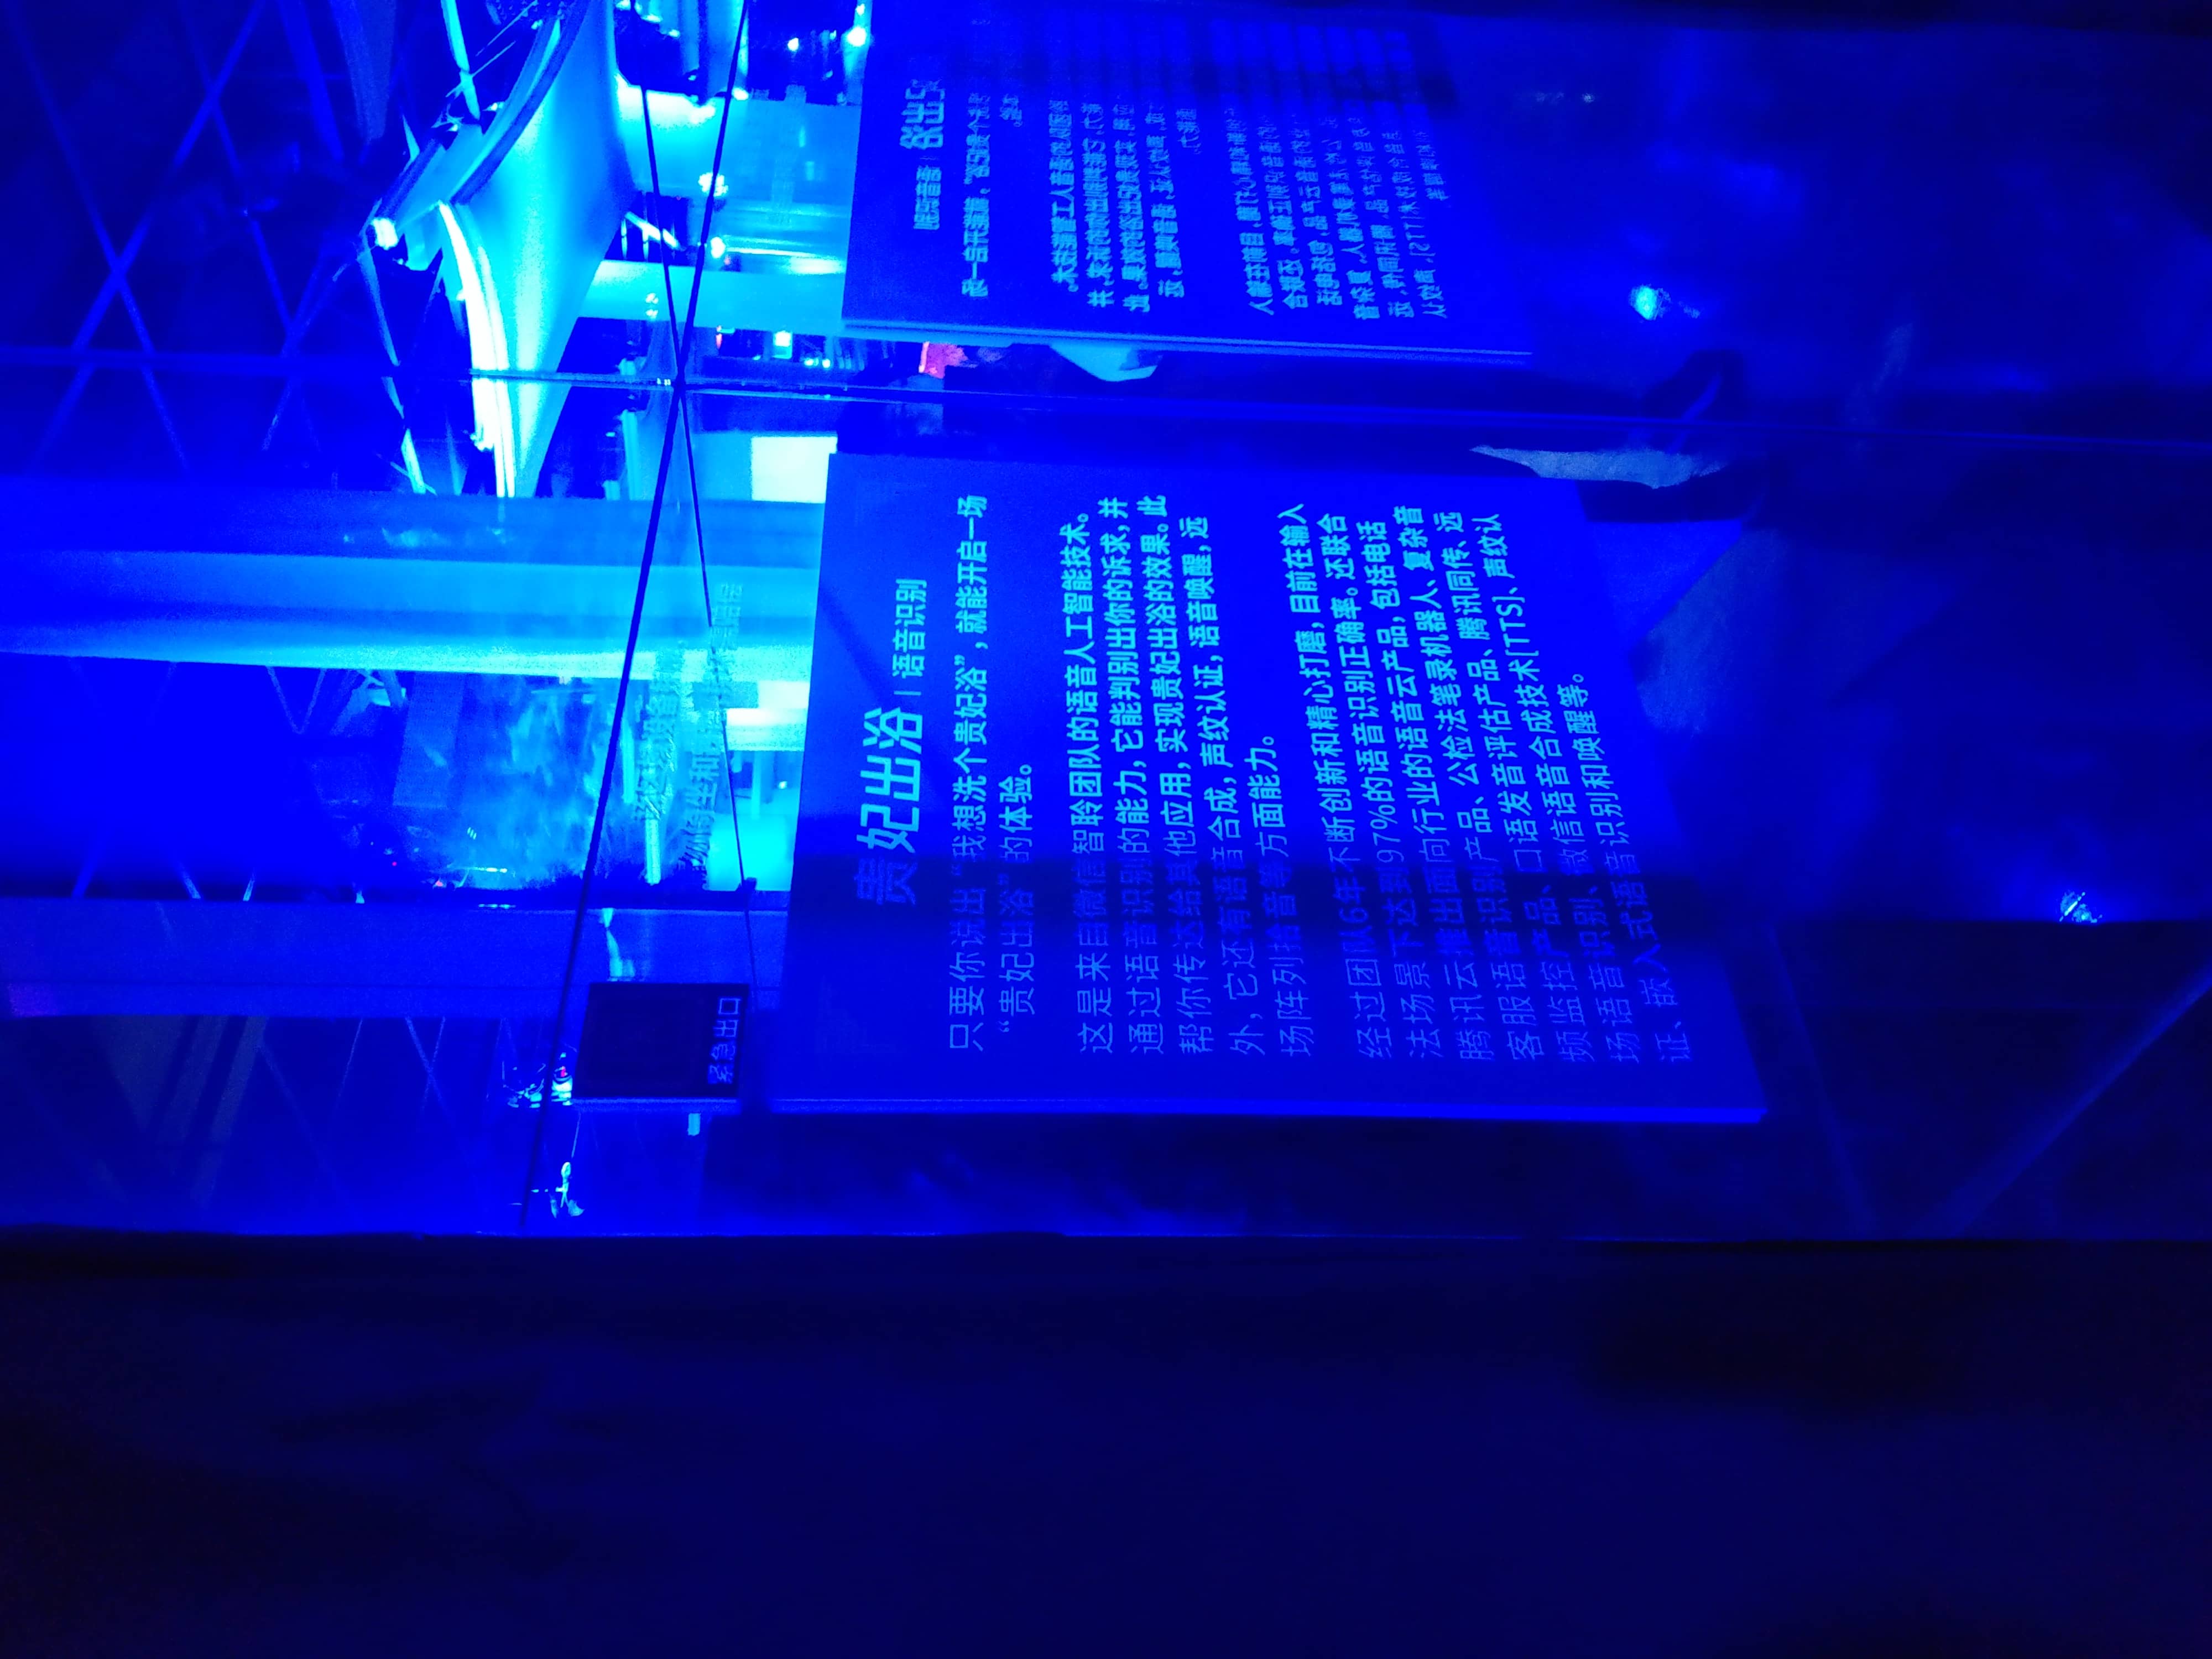 紧急出口
贵妃出浴 | 语音识别
只要你说出“我想洗个贵妃浴”，就能开启一场
“贵妃出浴”的体验。
这是来自微信智聆团队的语音人工智能技术。
通过语音识别的能力，它能判别出你的诉求，并
帮你传达给其他应用，实现贵妃出浴的效果。此
外，它还有语音合成，声纹认证，语音唤醒，远
场阵列拾音等方面能力。
经过团队6年不断创新和精心打磨，目前在输入
法场景下达到97%的语音识别正确率。还联合
腾讯云推出面向行业的语音云产品，包括电话
客服语音识别产品、公检法笔录机器人、复杂音
频监控产品、口语发音评估产品、腾讯同传、远
场语音识别、微信语音合成技术[TTS]、声纹认
证、嵌入式语音识别和唤醒等。